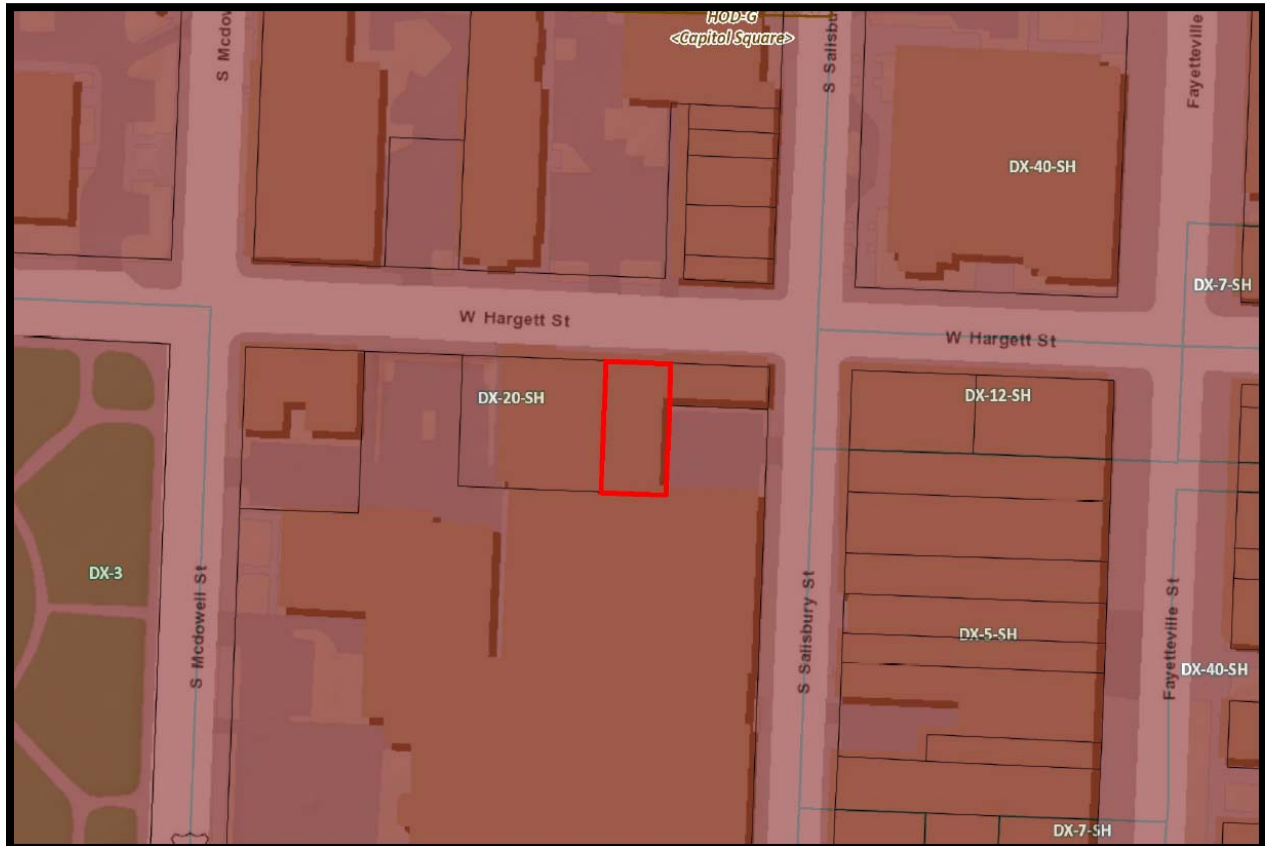 HOD-G
<Capitol Square>
S Mcdow
S Salisbu
Fayetteville
DX-40-SH
DX-7-SH
W Hargett St
W Hargett St
DX-20-SH
DX-12-SH
DX-3
S Mcdowell St
S Salisbury St
DX-5-SH
Fayetteville St
DX-40-SH
DX-7-SH